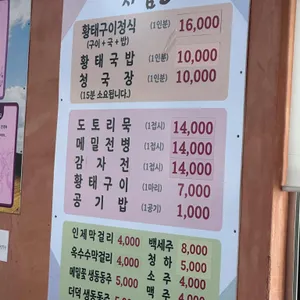 황태구이정식 (1인분) 16,000
(구이+국+밥)
황태국밥 (1인분) 10,000
청국장 (1인분) 10,000
(15분 소요됩니다.)
도토리묵 (1접시) 14,000
메밀전병 (1접시) 14,000
감자전 (1접시) 14,000
황태구이 (1마리) 7,000
공기밥 (1공기) 1,000
인제막걸리 4,000 백세주 8,000
옥수수막걸리 4,000 청하 5,000
메밀꽃 생동동주 5,000 소주 4,000
더덕 생동동주 5,000 맥주 4,000